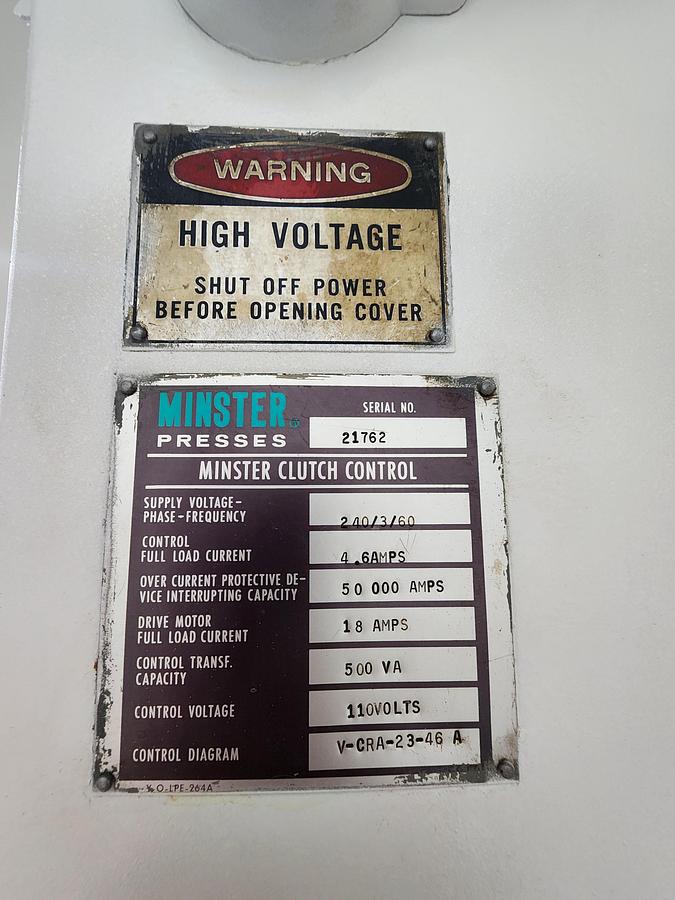 WARNING
HIGH VOLTAGE
SHUT OFF POWER
BEFORE OPENING COVER
MINSTER
PRESSES
SERIAL NO.
21762
MINSTER CLUTCH CONTROL
SUPPLY VOLTAGE-
PHASE-FREQUENCY
240/3/60
CONTROL
FULL LOAD CURRENT
4.6AMPS
OVER CURRENT PROTECTIVE DE-
VICE INTERRUPTING CAPACITY
50 000 AMPS
DRIVE MOTOR
FULL LOAD CURRENT
18 AMPS
CONTROL TRANSF.
CAPACITY
500 VA
CONTROL VOLTAGE
110VOLTS
CONTROL DIAGRAM
V-CRA-23-46 A
O-LPE-264A